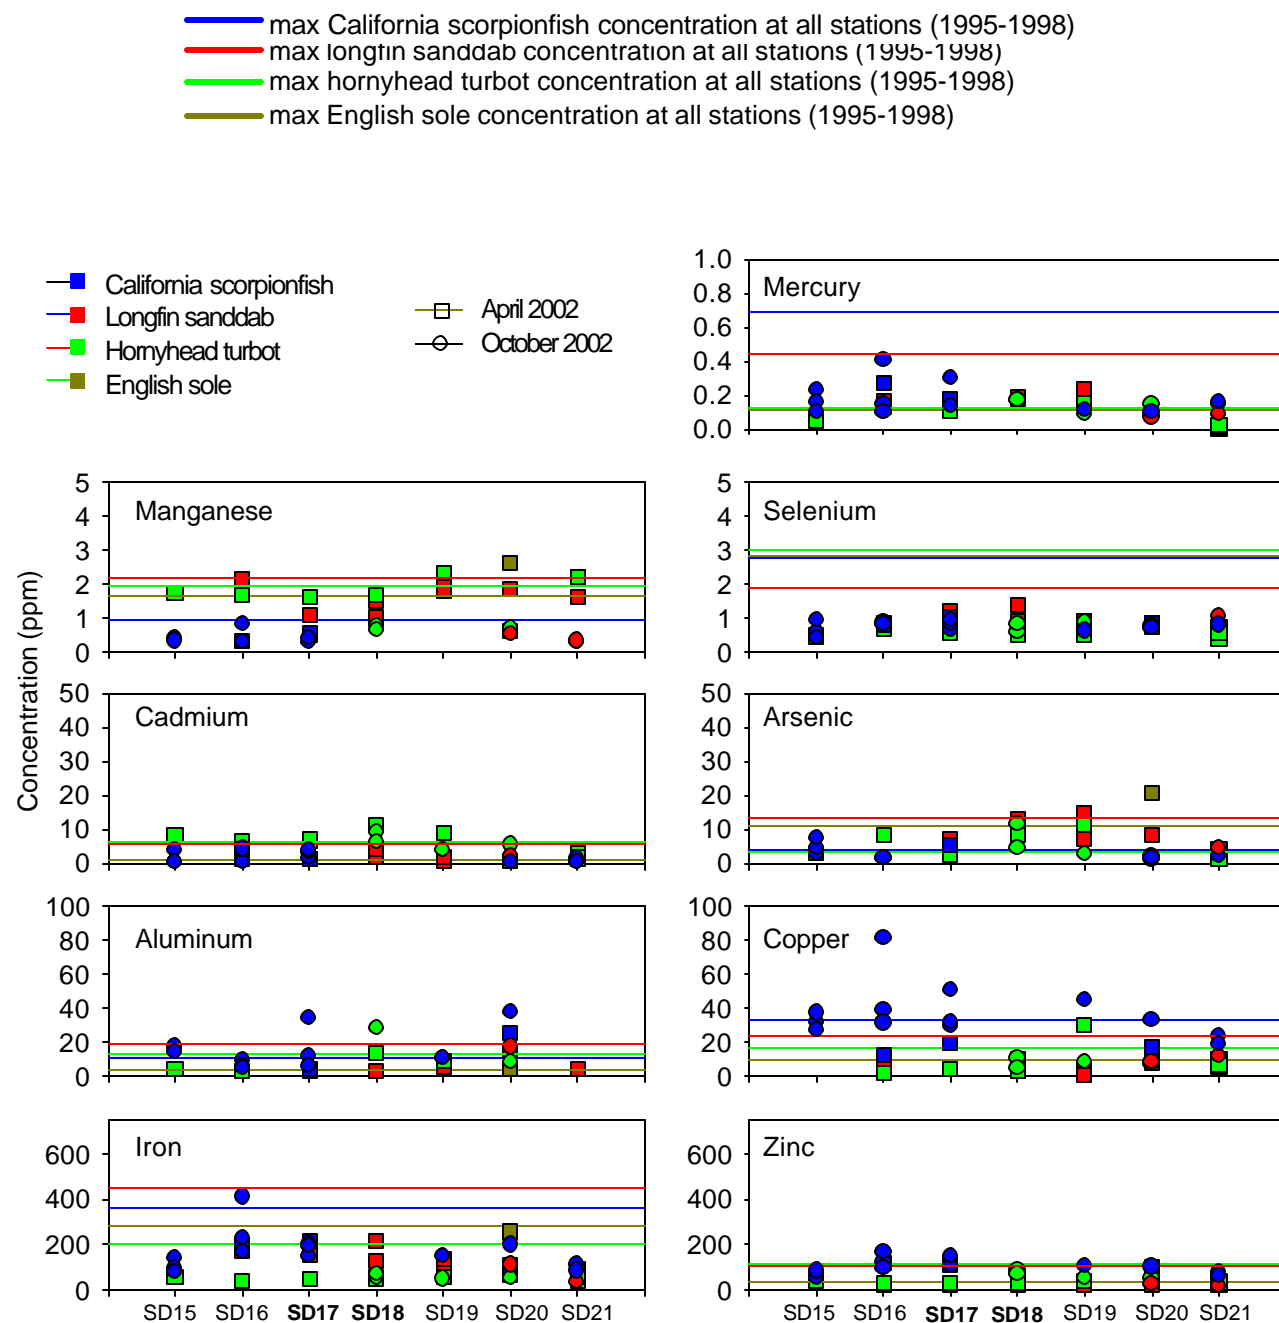 max California scorpionfish concentration at all stations (1995-1998)
max longfin sanddab concentration at all stations (1995-1998)
max hornyhead turbot concentration at all stations (1995-1998)
max English sole concentration at all stations (1995-1998)
California scorpionfish
Longfin sanddab
Hornyhead turbot
English sole
April 2002
October 2002
Mercury
1.0
0.8
0.6
0.4
0.2
0.0
Concentration (ppm)
Manganese
5
4
3
2
1
0
Selenium
5
4
3
2
1
0
Cadmium
50
40
30
20
10
0
Arsenic
50
40
30
20
10
0
Aluminum
100
80
60
40
20
0
Copper
100
80
60
40
20
0
Iron
600
400
200
0
SD15 SD16 SD17 SD18 SD19 SD20 SD21
Zinc
600
400
200
0
SD15 SD16 SD17 SD18 SD19 SD20 SD21